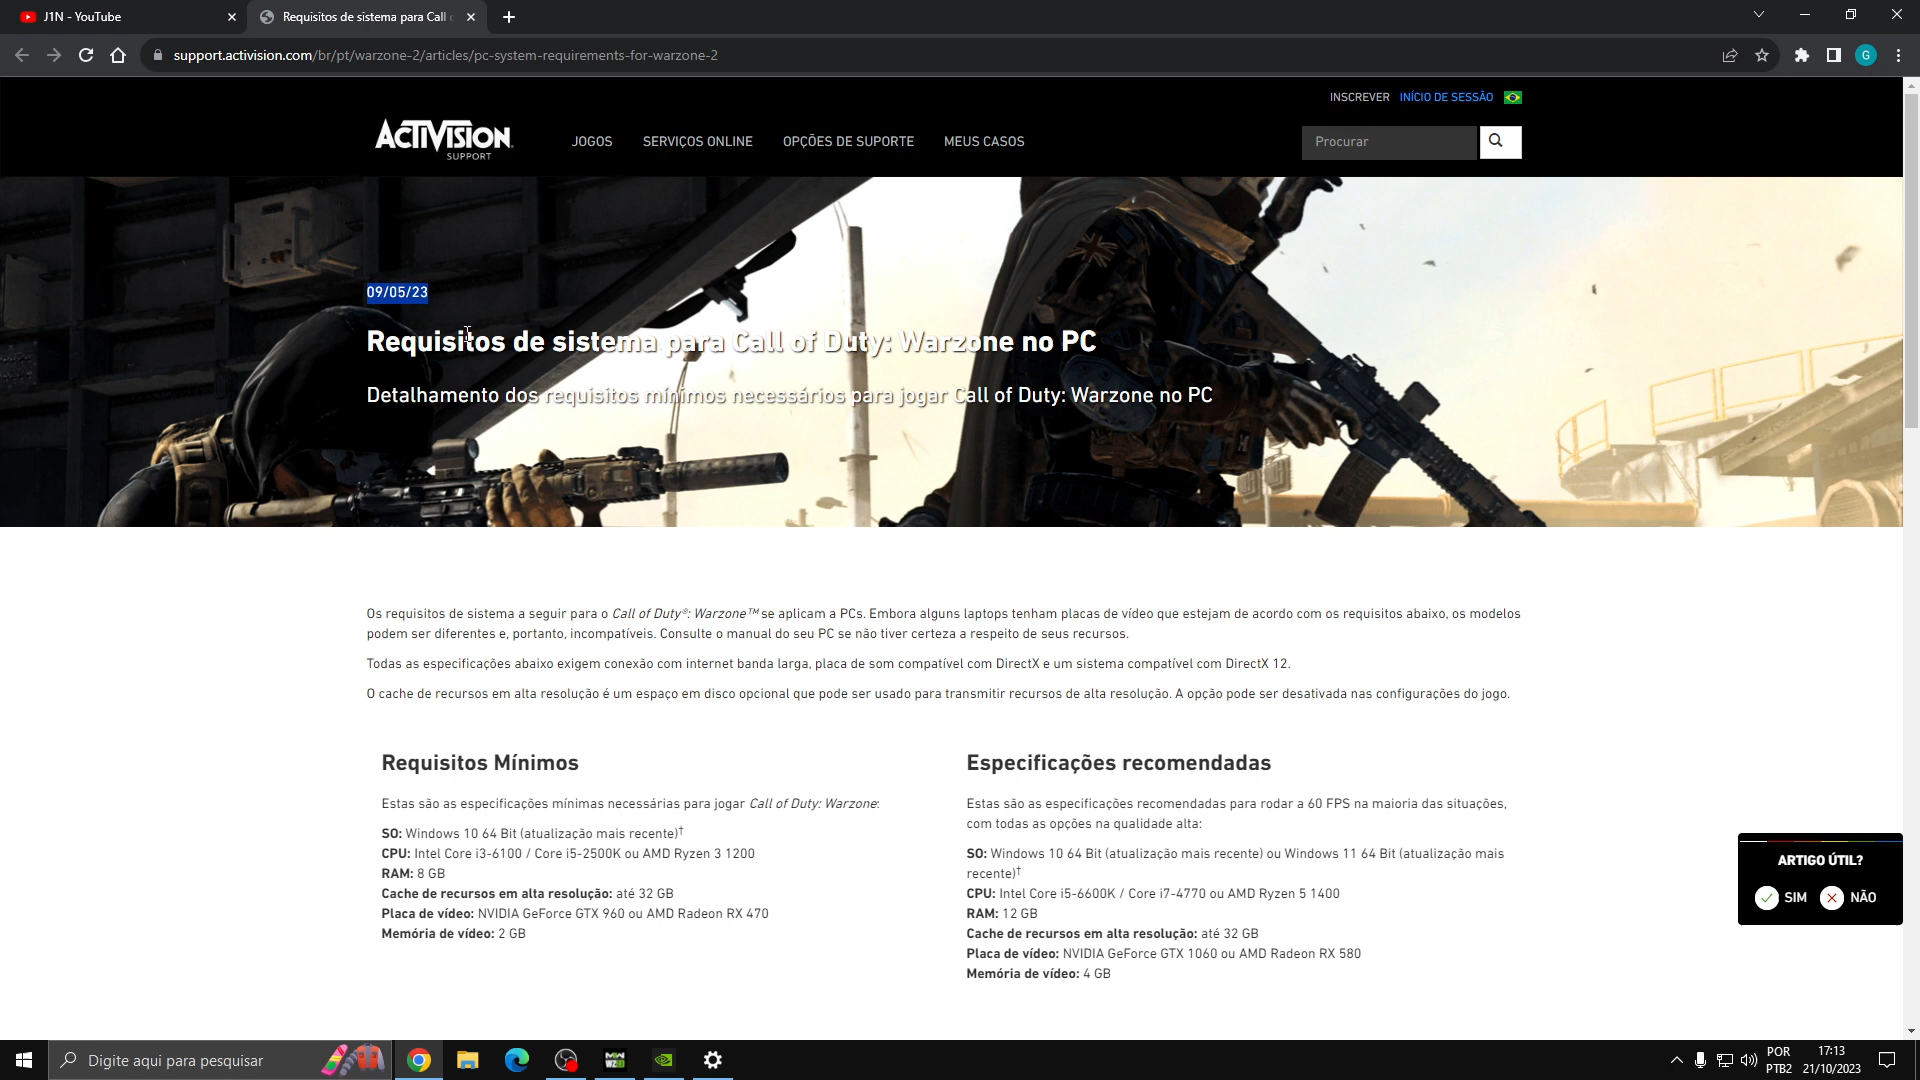 J1N - YouTube
Requisitos de sistema para Call
support.activision.com/br/pt/warzone-2/articles/pc-system-requirements-for-warzone-2
G
INSCREVER INÍCIO DE SESSÃO
ACTIVISION
SUPPORT
JOGOS SERVIÇOS ONLINE OPÇÕES DE SUPORTE MEUS CASOS
Procurar
09/05/23
Requisitos de sistema para Call of Duty: Warzone no PC
Detalhamento dos requisitos mínimos necessários para jogar Call of Duty: Warzone no PC
Os requisitos de sistema a seguir para o Call of Duty®: Warzone™ se aplicam a PCs. Embora alguns laptops tenham placas de vídeo que estejam de acordo com os requisitos abaixo, os modelos
podem ser diferentes e, portanto, incompatíveis. Consulte o manual do seu PC se não tiver certeza a respeito de seus recursos.
Todas as especificações abaixo exigem conexão com internet banda larga, placa de som compatível com DirectX e um sistema compatível com DirectX 12.
O cache de recursos em alta resolução é um espaço em disco opcional que pode ser usado para transmitir recursos de alta resolução. A opção pode ser desativada nas configurações do jogo.
Requisitos Mínimos
Estas são as especificações mínimas necessárias para jogar Call of Duty: Warzone:
SO: Windows 10 64 Bit (atualização mais recente)†
CPU: Intel Core i3-6100 / Core i5-2500K ou AMD Ryzen 3 1200
RAM: 8 GB
Cache de recursos em alta resolução: até 32 GB
Placa de vídeo: NVIDIA GeForce GTX 960 ou AMD Radeon RX 470
Memória de vídeo: 2 GB
Especificações recomendadas
Estas são as especificações recomendadas para rodar a 60 FPS na maioria das situações,
com todas as opções na qualidade alta:
SO: Windows 10 64 Bit (atualização mais recente) ou Windows 11 64 Bit (atualização mais
recente)†
CPU: Intel Core i5-6600K / Core i7-4770 ou AMD Ryzen 5 1400
RAM: 12 GB
Cache de recursos em alta resolução: até 32 GB
Placa de vídeo: NVIDIA GeForce GTX 1060 ou AMD Radeon RX 580
Memória de vídeo: 4 GB
ARTIGO ÚTIL?
SIM NÃO
Digite aqui para pesquisar
POR
PTB2
17:13
21/10/2023